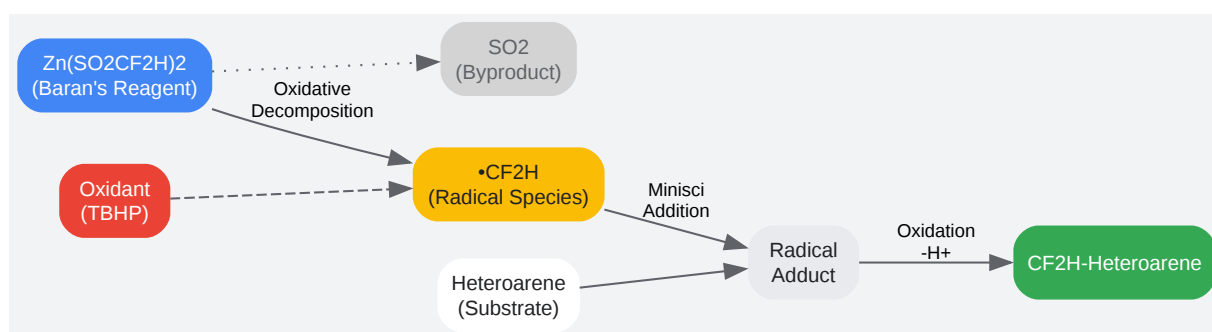 Zn(SO2CF2H)2
(Baran's Reagent)
SO2
(Byproduct)
Oxidative
Decomposition
Oxidant
(TBHP)
•CF2H
(Radical Species)
Minisci
Addition
Heteroarene
(Substrate)
Radical
Adduct
Oxidation
-H+
CF2H-Heteroarene